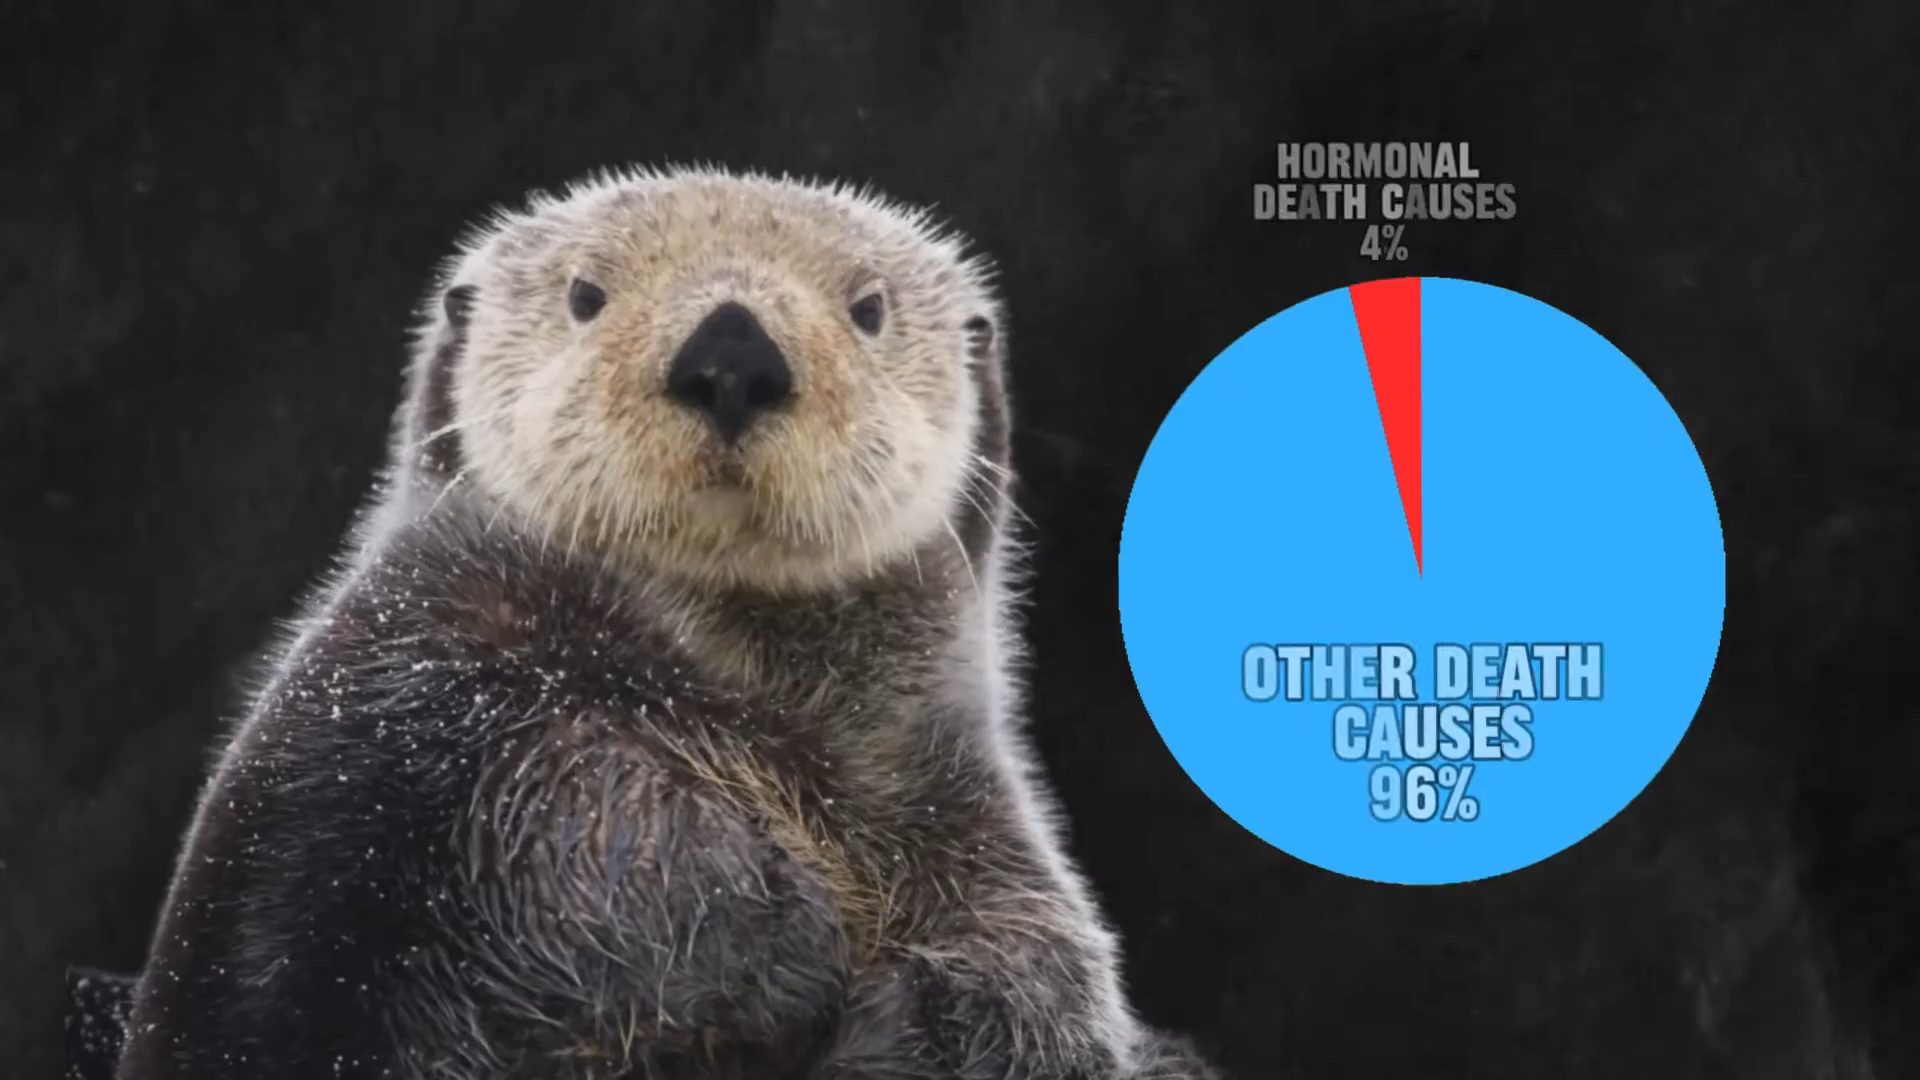 HORMONAL
DEATH CAUSES
4%
OTHER DEATH
CAUSES
96%